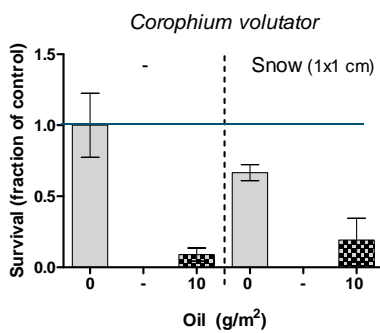 Corophium volutator
- Snow (1x1 cm)
Survival (fraction of control)
1.5
1.0
0.5
0.0
0 - 10 0 - 10
Oil (g/m²)